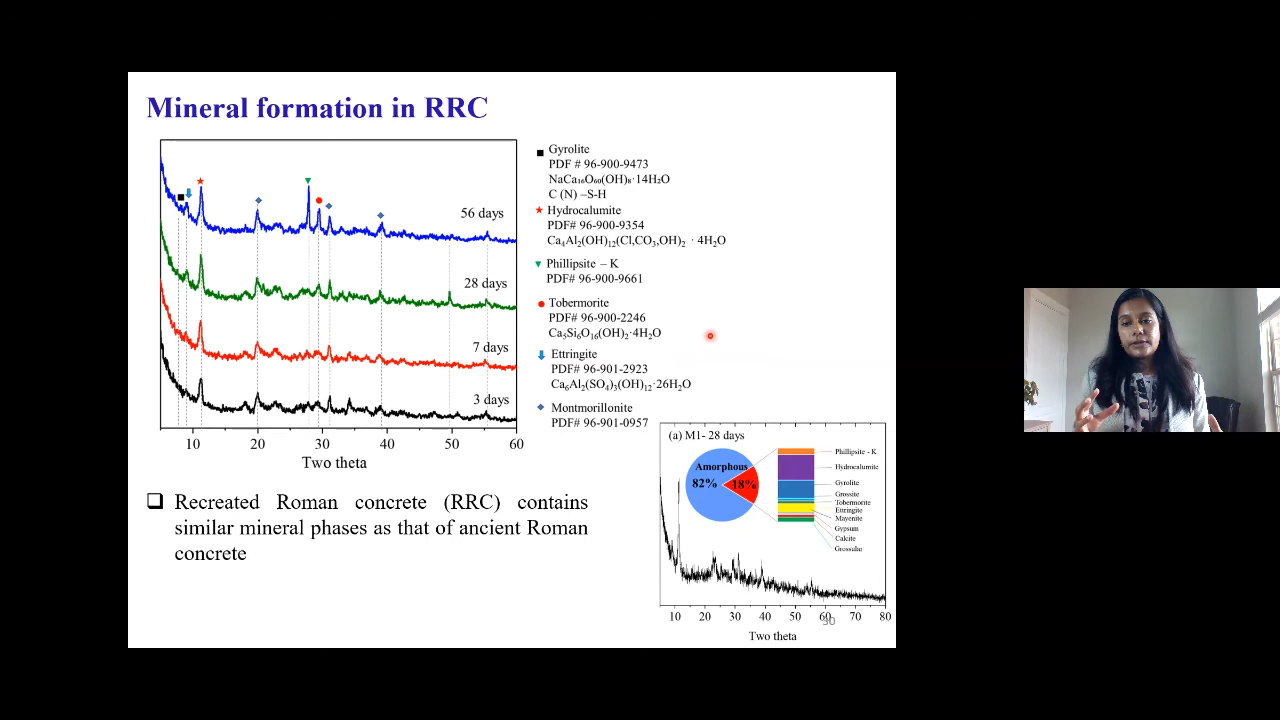 Mineral formation in RRC
56 days
28 days
7 days
3 days
10 20 30 40 50 60
Two theta
Gyrolite
PDF # 96-900-9473
NaCa₁₆O₆₀(OH)₈·14H₂O
C (N) –S-H
Hydrocalumite
PDF# 96-900-9354
Ca₄Al₂(OH)₁₂(Cl,CO₃,OH)₂ · 4H₂O
Phillipsite – K
PDF# 96-900-9661
Tobermorite
PDF# 96-900-2246
Ca₅Si₆O₁₆(OH)₂·4H₂O
Ettringite
PDF# 96-901-2923
Ca₆Al₂(SO₄)₃(OH)₁₂·26H₂O
Montmorillonite
PDF# 96-901-0957
Recreated Roman concrete (RRC) contains
similar mineral phases as that of ancient Roman
concrete
(a) M1- 28 days
Amorphous
82%
18%
Phillipsite - K
Hydrocalumite
Gyrolite
Grossite
Tobermorite
Ettringite
Mayenite
Gypsum
Calcite
Grossular
10 20 30 40 50 60 70 80
30
Two theta